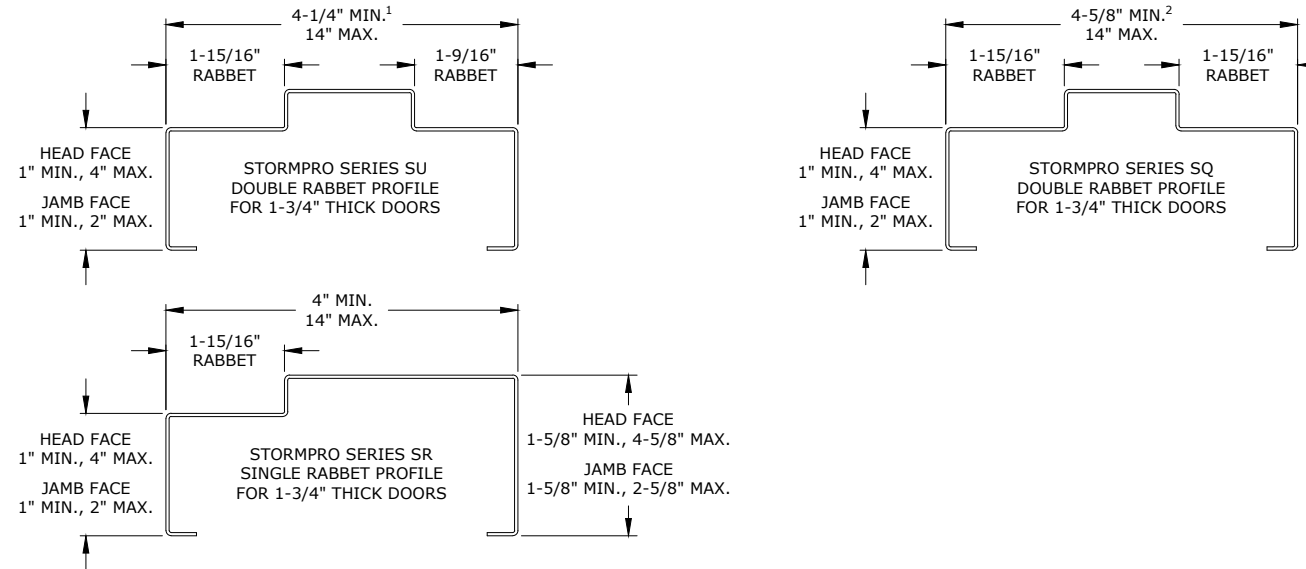 4-1/4" MIN.1
14" MAX.
1-15/16"
RABBET
1-9/16"
RABBET
HEAD FACE
1" MIN., 4" MAX.
JAMB FACE
1" MIN., 2" MAX.
STORMPRO SERIES SU
DOUBLE RABBET PROFILE
FOR 1-3/4" THICK DOORS
4-5/8" MIN.2
14" MAX.
1-15/16"
RABBET
1-15/16"
RABBET
HEAD FACE
1" MIN., 4" MAX.
JAMB FACE
1" MIN., 2" MAX.
STORMPRO SERIES SQ
DOUBLE RABBET PROFILE
FOR 1-3/4" THICK DOORS
4" MIN.
14" MAX.
1-15/16"
RABBET
HEAD FACE
1" MIN., 4" MAX.
JAMB FACE
1" MIN., 2" MAX.
STORMPRO SERIES SR
SINGLE RABBET PROFILE
FOR 1-3/4" THICK DOORS
HEAD FACE
1-5/8" MIN., 4-5/8" MAX.
JAMB FACE
1-5/8" MIN., 2-5/8" MAX.